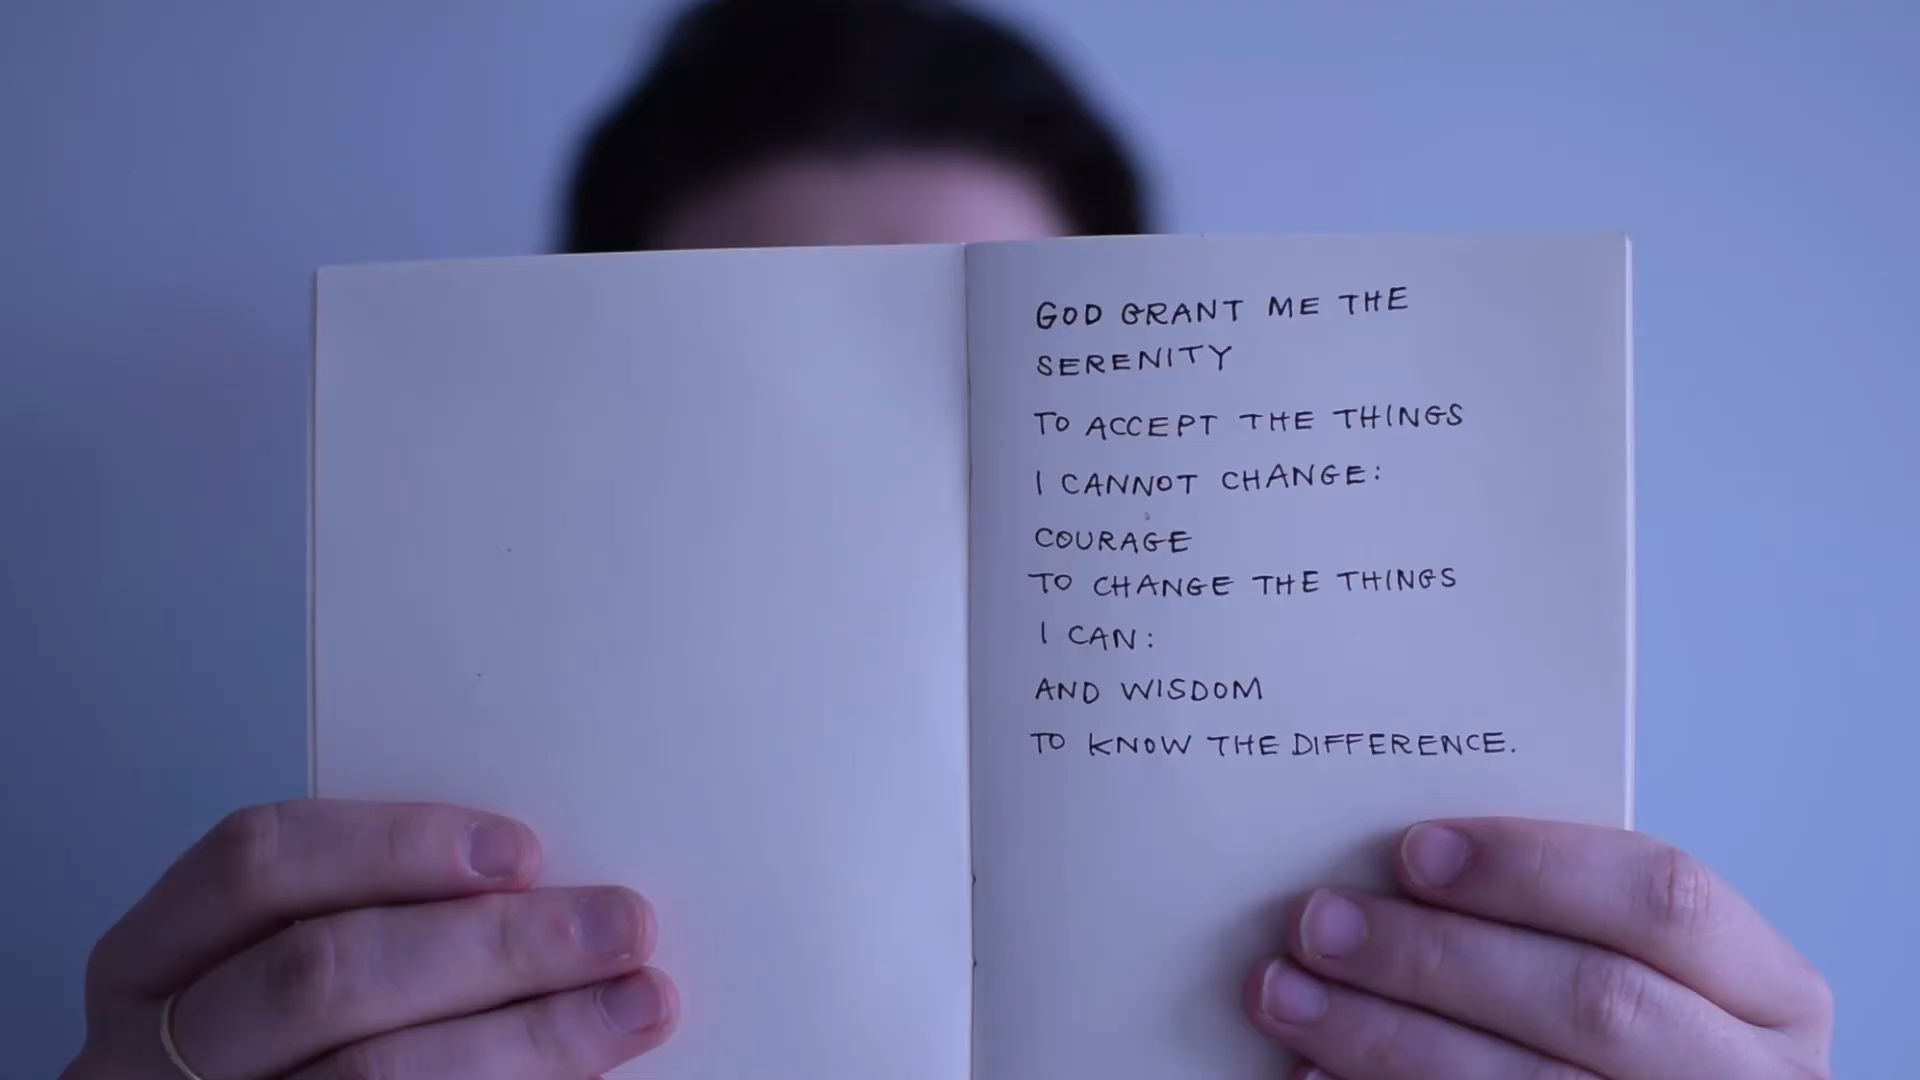 GOD GRANT ME THE
SERENITY
TO ACCEPT THE THINGS
I CANNOT CHANGE:
COURAGE
TO CHANGE THE THINGS
I CAN:
AND WISDOM
TO KNOW THE DIFFERENCE.